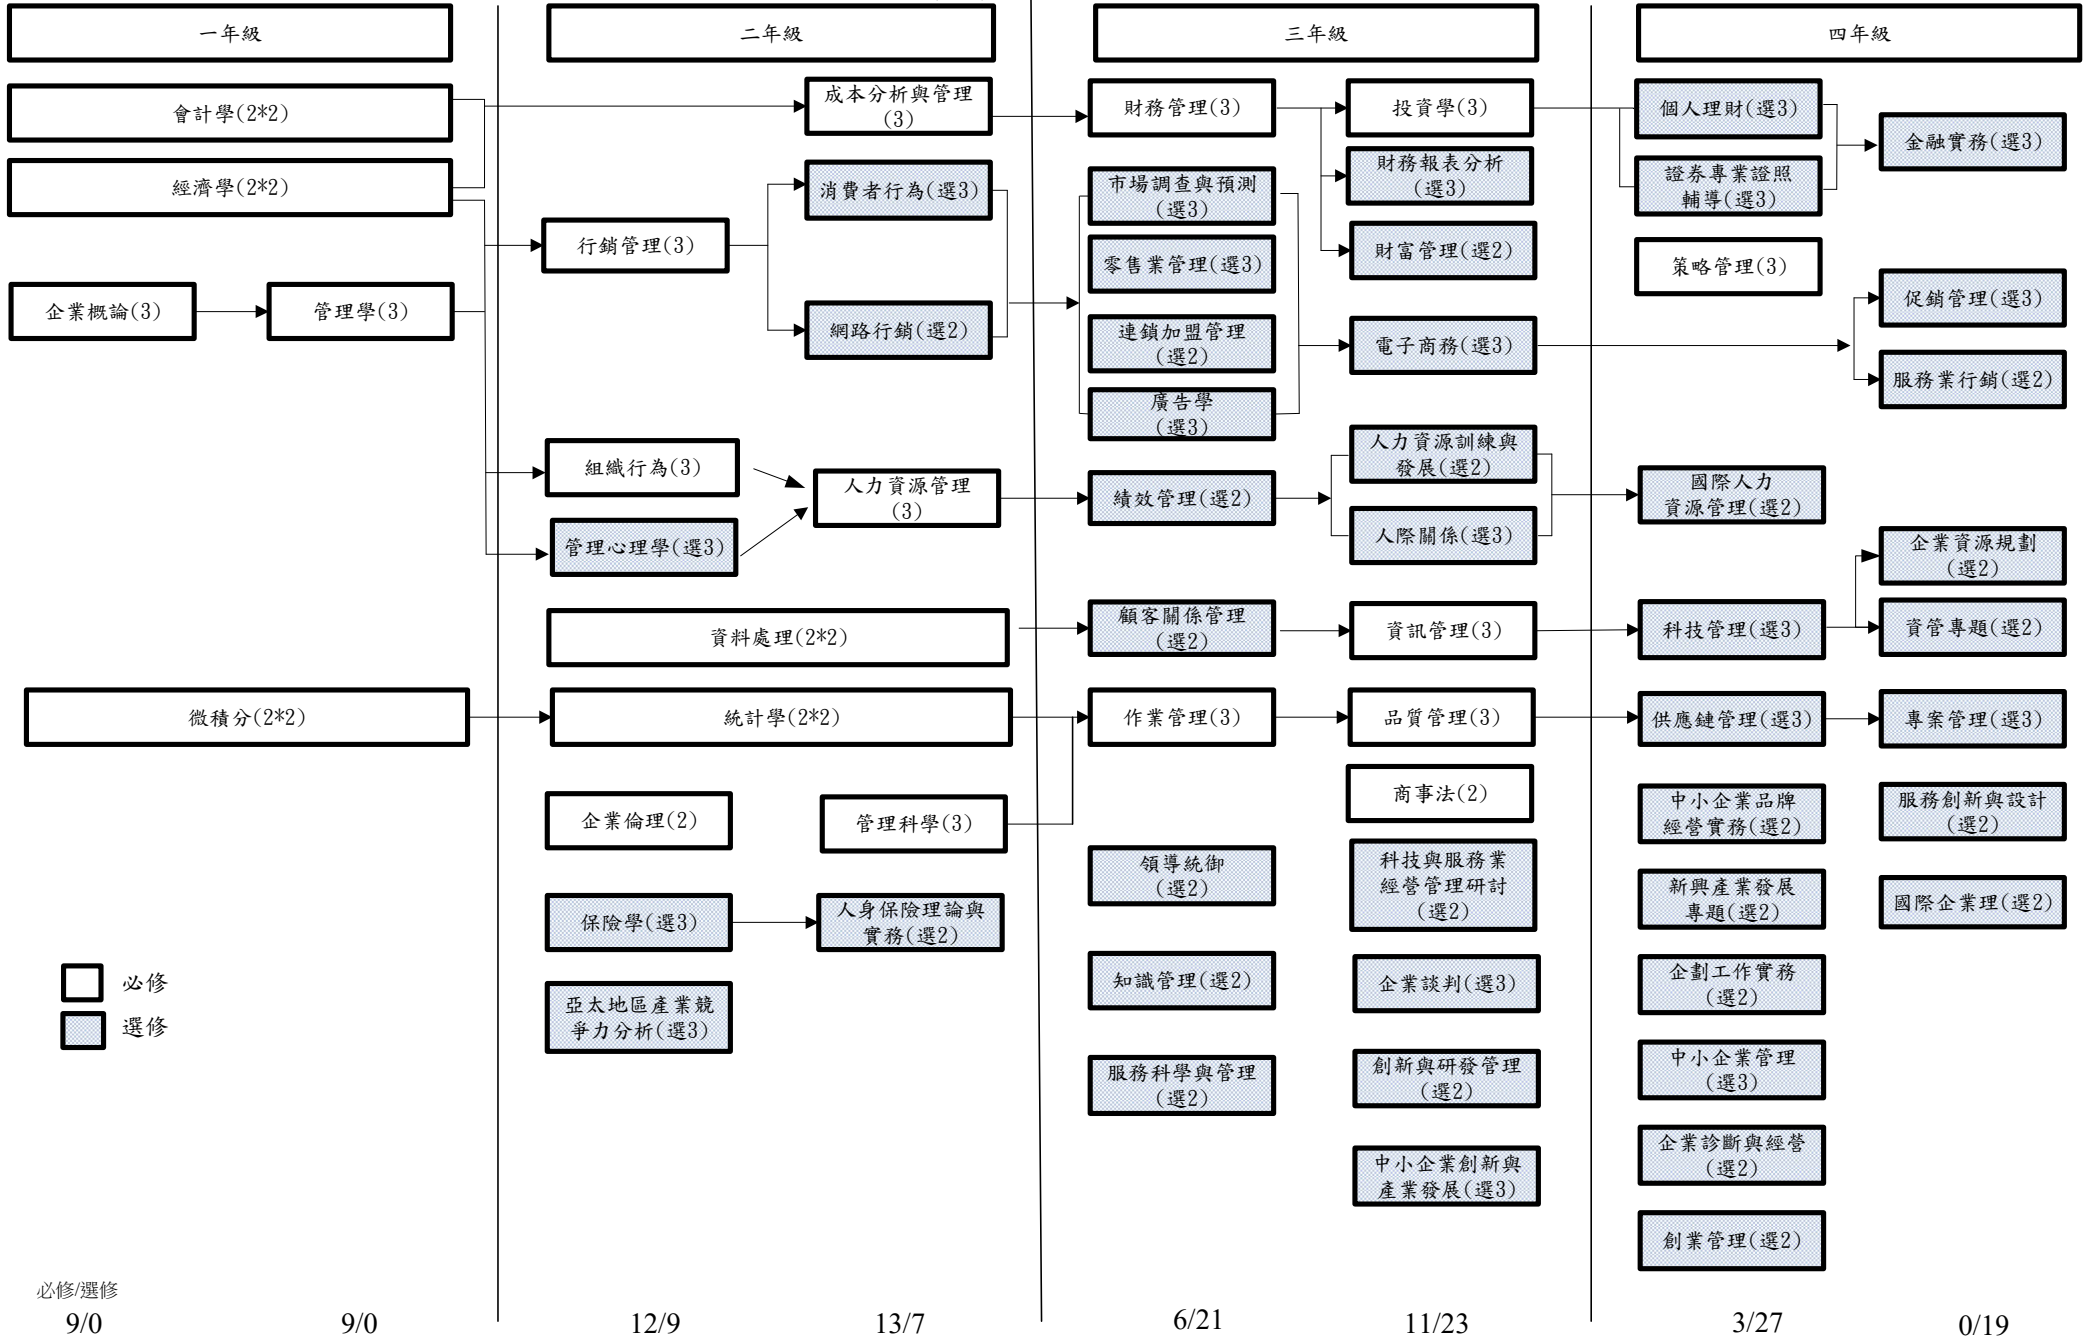 一年級
二年級
三年級
四年級
會計學(2*2)
成本分析與管理
(3)
財務管理(3)
投資學(3)
個人理財(選3)
金融實務(選3)
經濟學(2*2)
消費者行為(選3)
市場調查與預測
(選3)
財務報表分析
(選3)
證券專業證照
輔導(選3)
行銷管理(3)
零售業管理(選3)
財富管理(選2)
策略管理(3)
企業概論(3)
管理學(3)
網路行銷(選2)
連鎖加盟管理
(選2)
電子商務(選3)
促銷管理(選3)
服務業行銷(選2)
廣告學
(選3)
組織行為(3)
人力資源管理
(3)
績效管理(選2)
人力資源訓練與
發展(選2)
國際人力
資源管理(選2)
管理心理學(選3)
人際關係(選3)
企業資源規劃
(選2)
資料處理(2*2)
顧客關係管理
(選2)
資訊管理(3)
科技管理(選3)
資管專題(選2)
微積分(2*2)
統計學(2*2)
作業管理(3)
品質管理(3)
供應鏈管理(選3)
專案管理(選3)
企業倫理(2)
管理科學(3)
商事法(2)
中小企業品牌
經營實務(選2)
服務創新與設計
(選2)
領導統御
(選2)
科技與服務業
經營管理研討
(選2)
新興產業發展
專題(選2)
國際企業理(選2)
保險學(選3)
人身保險理論與
實務(選2)
必修
選修
亞太地區產業競
爭力分析(選3)
知識管理(選2)
企業談判(選3)
企劃工作實務
(選2)
服務科學與管理
(選2)
創新與研發管理
(選2)
中小企業管理
(選3)
中小企業創新與
產業發展(選3)
企業診斷與經營
(選2)
創業管理(選2)
必修/選修
9/0
9/0
12/9
13/7
6/21
11/23
3/27
0/19